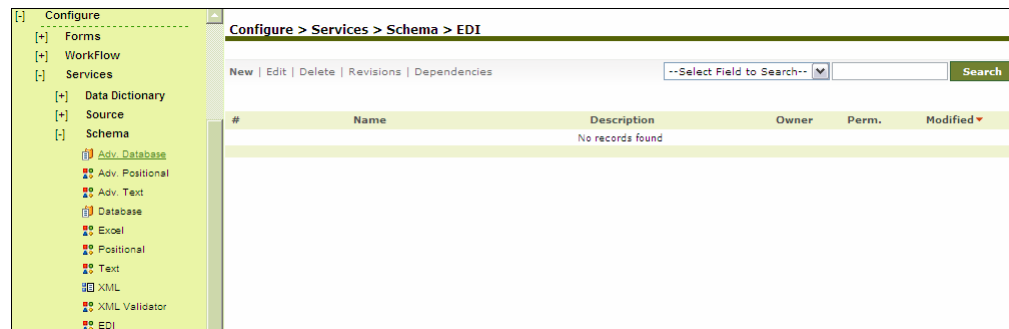 [-] Configure
[+] Forms
[+] WorkFlow
[-] Services
[+] Data Dictionary
[+] Source
[-] Schema
Adv. Database
Adv. Positional
Adv. Text
Database
Excel
Positional
Text
XML
XML Validator
EDI
Configure > Services > Schema > EDI
New | Edit | Delete | Revisions | Dependencies
--Select Field to Search-- Search
# Name Description Owner Perm. Modified
No records found